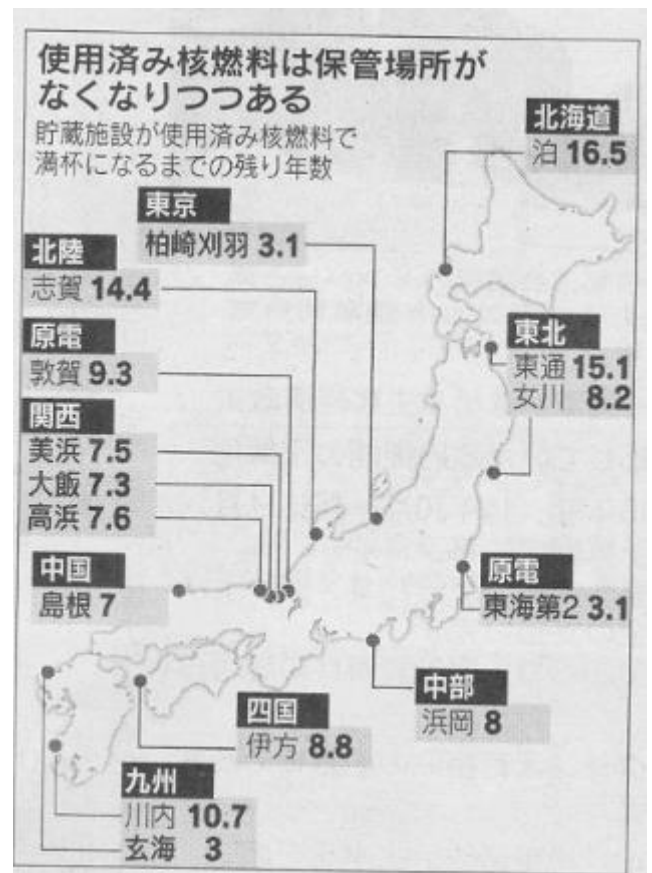 使用済み核燃料は保管場所が
なくなりつつある
貯蔵施設が使用済み核燃料で
満杯になるまでの残り年数
北海道
泊 16.5
東京
柏崎刈羽 3.1
北陸
志賀 14.4
原電
敦賀 9.3
関西
美浜 7.5
大飯 7.3
高浜 7.6
東北
東通 15.1
女川 8.2
中国
島根 7
原電
東海第2 3.1
中部
浜岡 8
四国
伊方 8.8
九州
川内 10.7
玄海 3